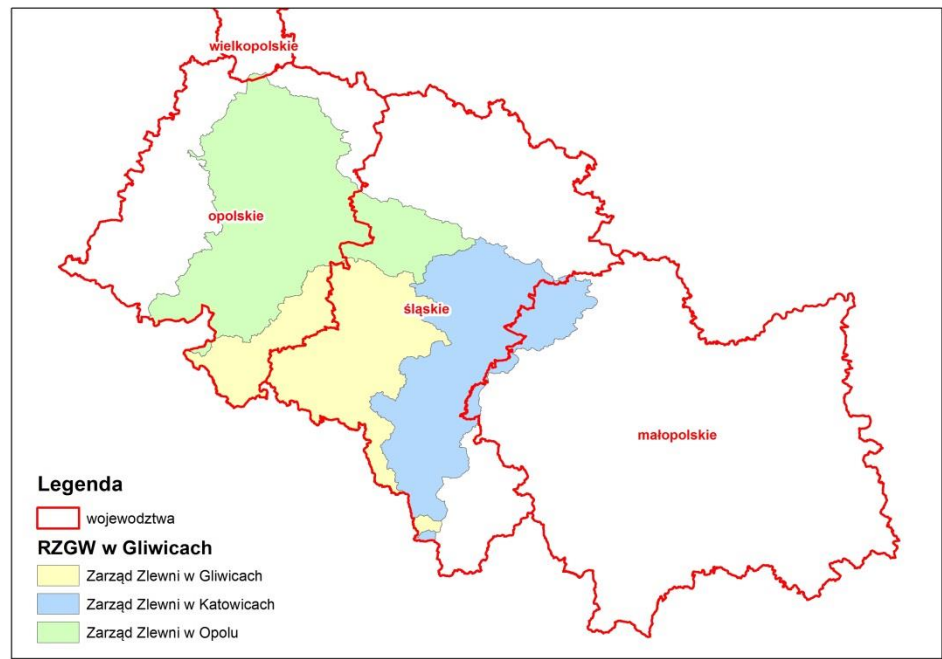 wielkopolskie
opolskie
śląskie
małopolskie
Legenda
wojewodztwa
RZGW w Gliwicach
Zarząd Zlewni w Gliwicach
Zarząd Zlewni w Katowicach
Zarząd Zlewni w Opolu